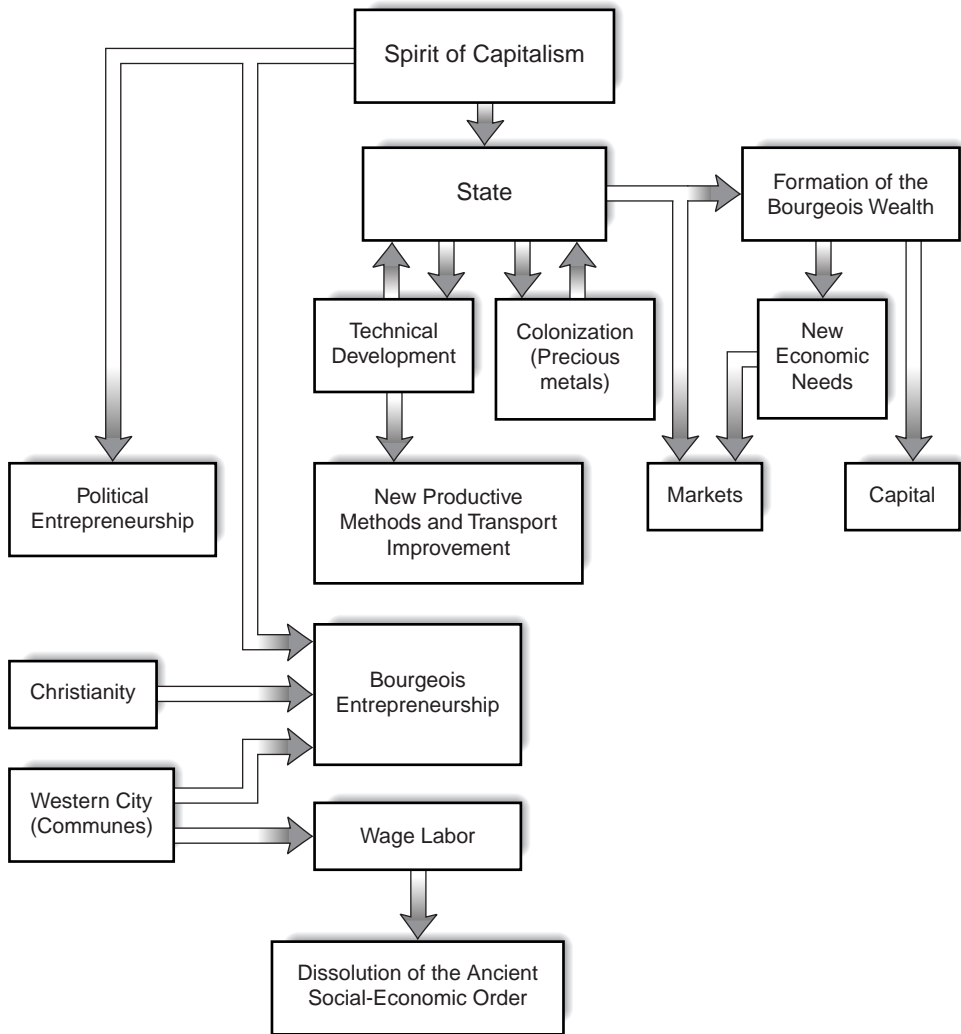 Spirit of Capitalism
State
Formation of the
Bourgeois Wealth
Technical
Development
Colonization
(Precious
metals)
New
Economic
Needs
Political
Entrepreneurship
New Productive
Methods and Transport
Improvement
Markets
Capital
Christianity
Bourgeois
Entrepreneurship
Western City
(Communes)
Wage Labor
Dissolution of the Ancient
Social-Economic Order